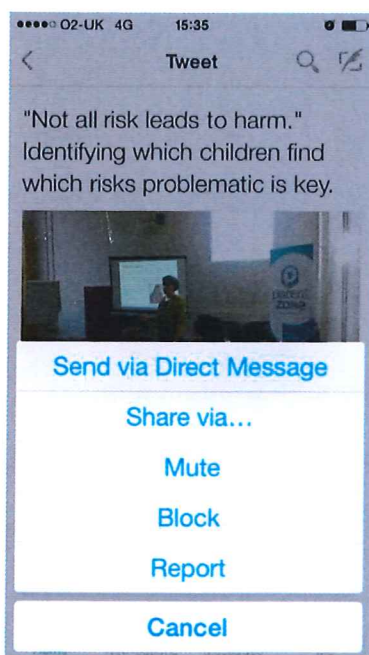 O2-UK 4G 15:35
Tweet
"Not all risk leads to harm."
Identifying which children find
which risks problematic is key.
Send via Direct Message
Share via...
Mute
Block
Report
Cancel